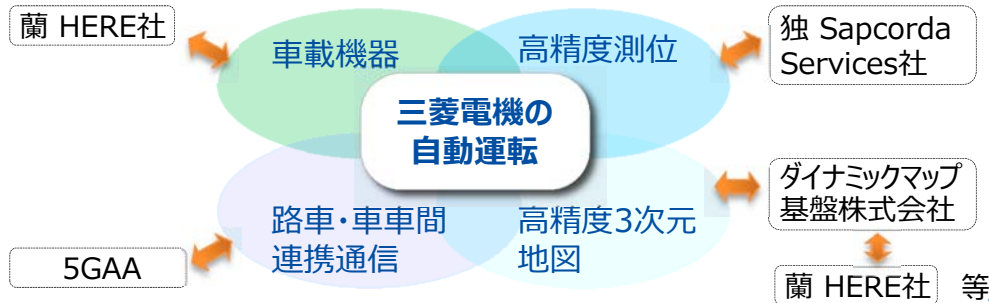 蘭 HERE社
車載機器
高精度測位
独 Sapcorda
Services社
三菱電機の
自動運転
路車・車車間
連携通信
高精度3次元
地図
ダイナミックマップ
基盤株式会社
5GAA
蘭 HERE社 等